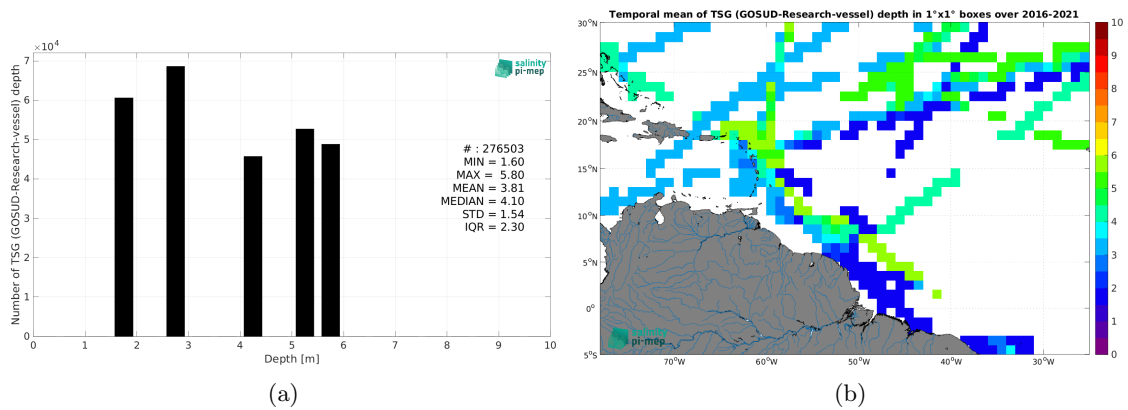 ×10⁴
7
6
5
4
3
2
1
0
Number of TSG (GOSUD-Research-vessel) depth
salinity
pi-mep
# : 276503
MIN = 1.60
MAX = 5.80
MEAN = 3.81
MEDIAN = 4.10
STD = 1.54
IQR = 2.30
0 1 2 3 4 5 6 7 8 9 10
Depth [m]
(a)
Temporal mean of TSG (GOSUD-Research-vessel) depth in 1°x1° boxes over 2016-2021
30°N
25°N
20°N
15°N
10°N
5°N
0°
5°S
70°W 60°W 50°W 40°W 30°W
salinity
pi-mep
10
9
8
7
6
5
4
3
2
1
0
(b)